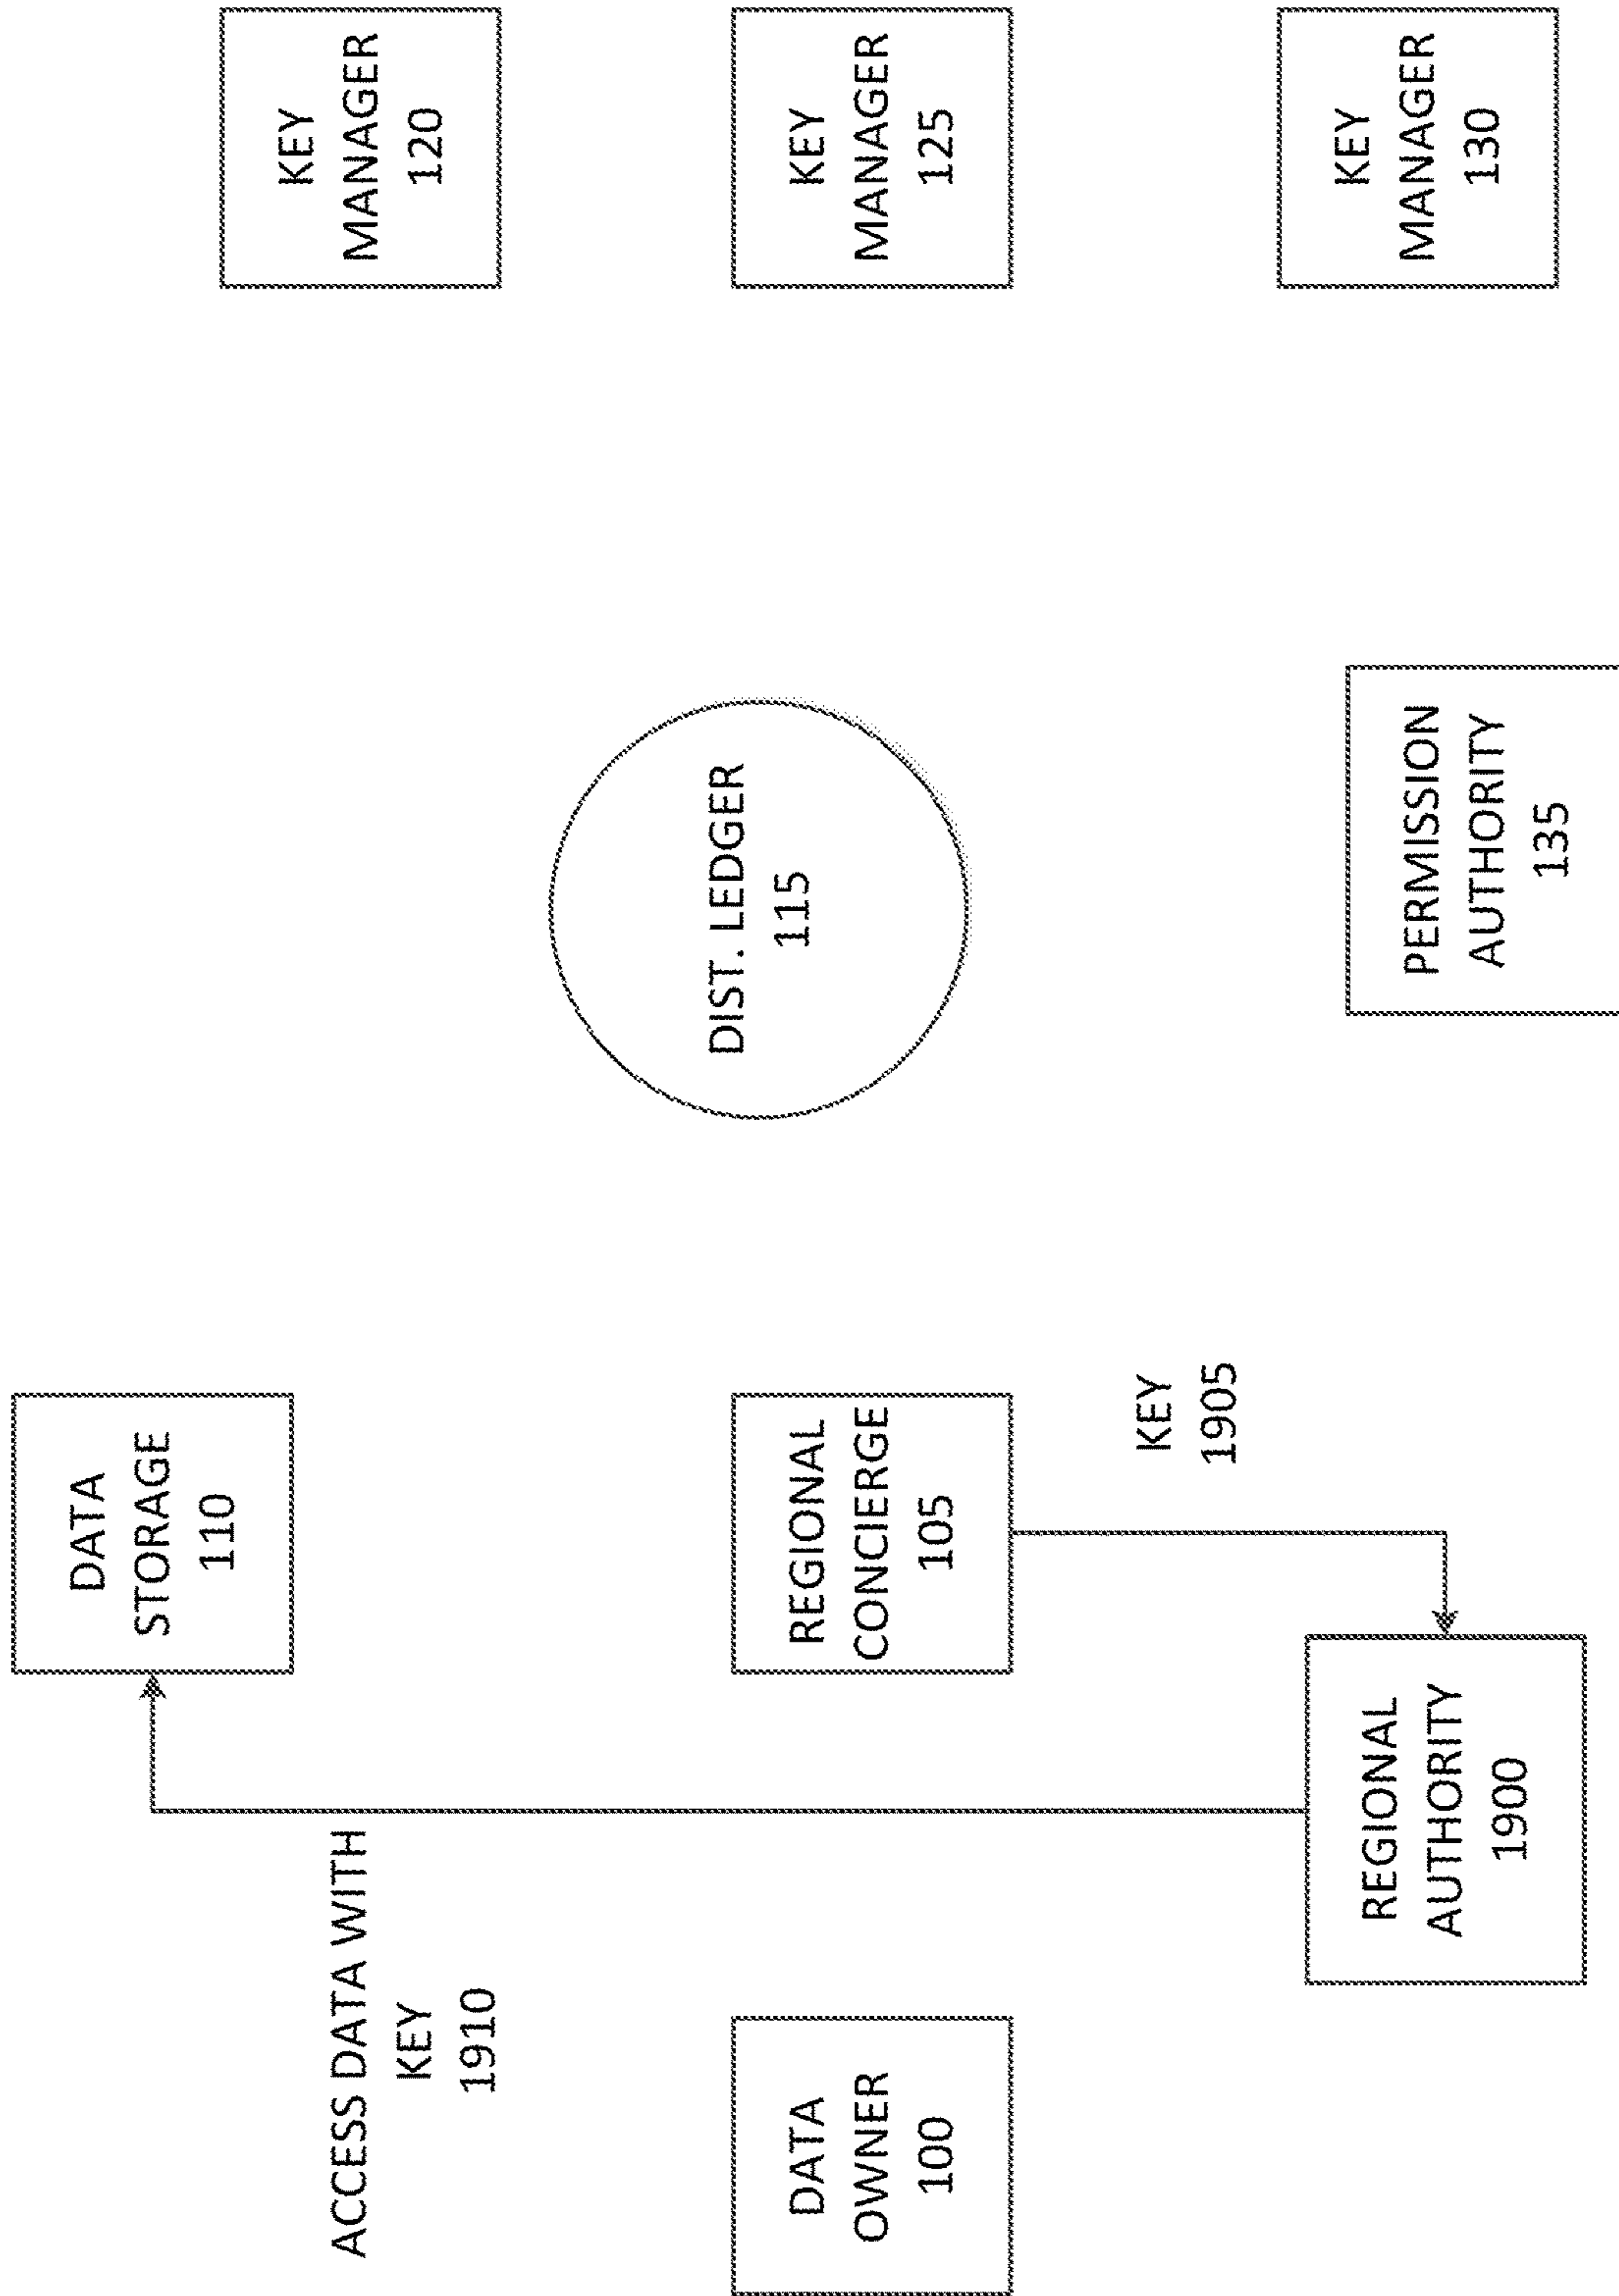 DATA
STORAGE
110
KEY
MANAGER
120
ACCESS DATA WITH
KEY
1910
DATA
OWNER
100
REGIONAL
CONCIERGE
105
DIST. LEDGER
115
KEY
MANAGER
125
KEY
1905
REGIONAL
AUTHORITY
1900
PERMISSION
AUTHORITY
135
KEY
MANAGER
130